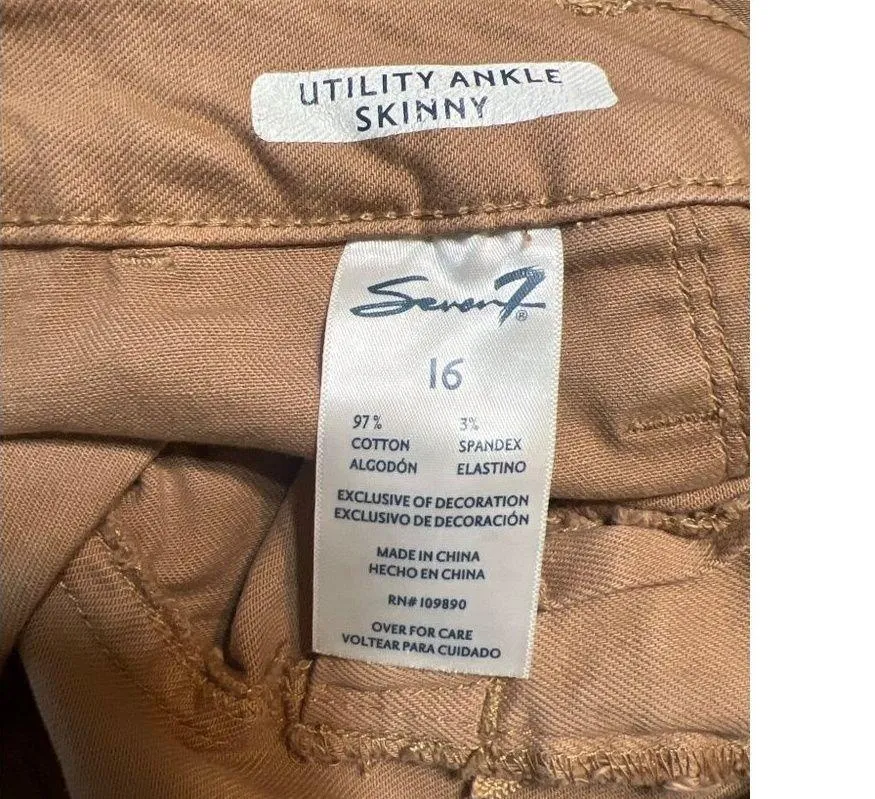 UTILITY ANKLE
SKINNY
Seven7®
16
97% 3%
COTTON SPANDEX
ALGODÓN ELASTINO
EXCLUSIVE OF DECORATION
EXCLUSIVO DE DECORACIÓN
MADE IN CHINA
HECHO EN CHINA
RN# 109890
OVER FOR CARE
VOLTEAR PARA CUIDADO